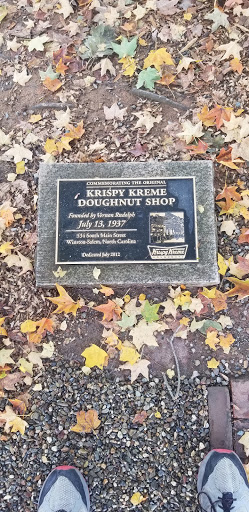 COMMEMORATING THE ORIGINAL
KRISPY KREME
DOUGHNUT SHOP
Founded by Vernon Rudolph
July 13, 1937
534 South Main Street
Winston-Salem, North Carolina
Dedicated July 2012
Krispy Kreme
DOUGHNUTS